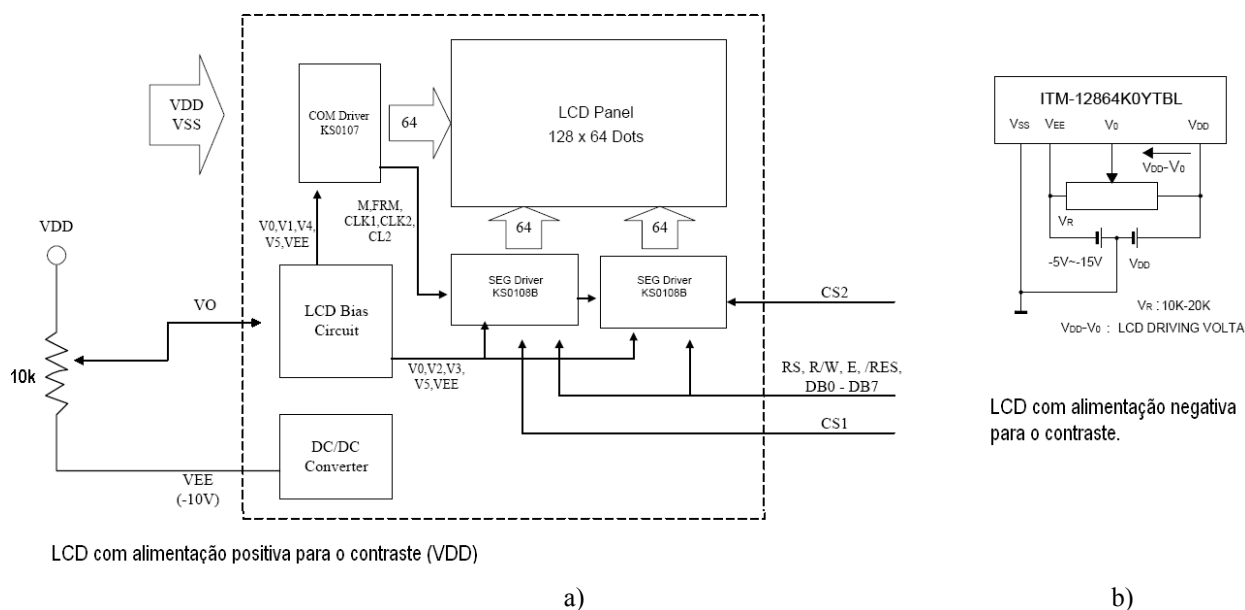 VDD
VSS
COM Driver
KS0107
64
LCD Panel
128 x 64 Dots
V0,V1,V4,
V5,VEE
M,FRM,
CLK1,CLK2,
CL2
64
64
SEG Driver
KS0108B
SEG Driver
KS0108B
VDD
VO
10k
LCD Bias
Circuit
V0,V2,V3,
V5,VEE
CS2
RS, R/W, E, /RES,
DB0 - DB7
CS1
DC/DC
Converter
VEE
(-10V)
LCD com alimentação positiva para o contraste (VDD)
a)
ITM-12864K0YTBL
VSS VEE V0 VDD
VDD-V0
VR
-5V~-15V
VDD
VR : 10K-20K
VDD-V0 : LCD DRIVING VOLTA
LCD com alimentação negativa
para o contraste.
b)